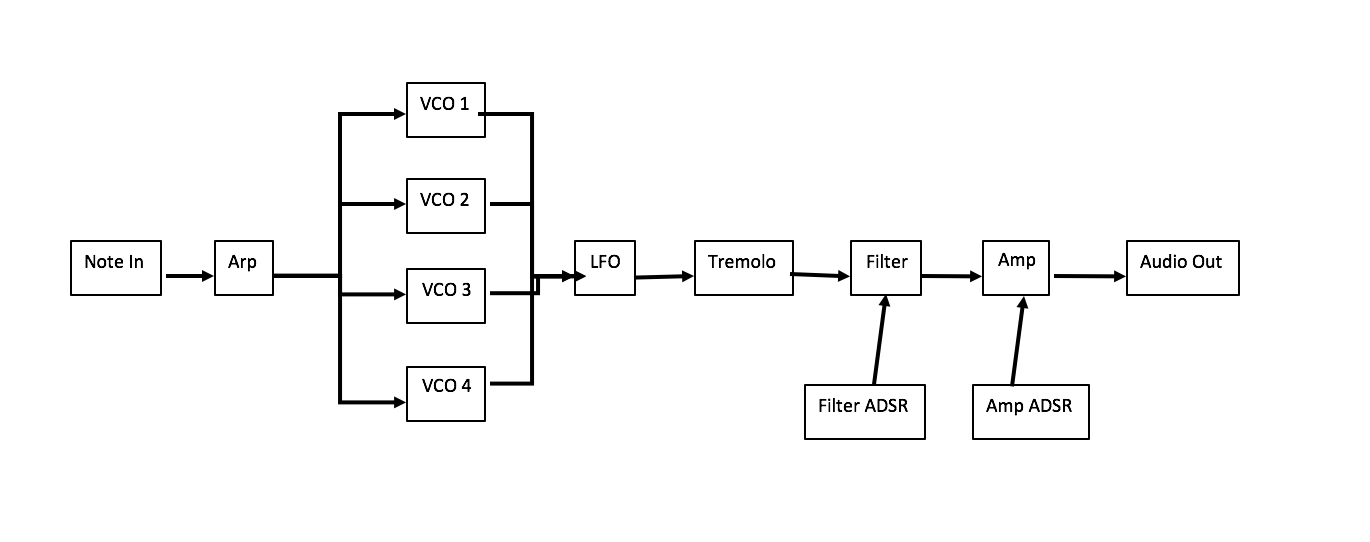 VCO 1
VCO 2
Note In
Arp
VCO 3
LFO
Tremolo
Filter
Amp
Audio Out
VCO 4
Filter ADSR
Amp ADSR